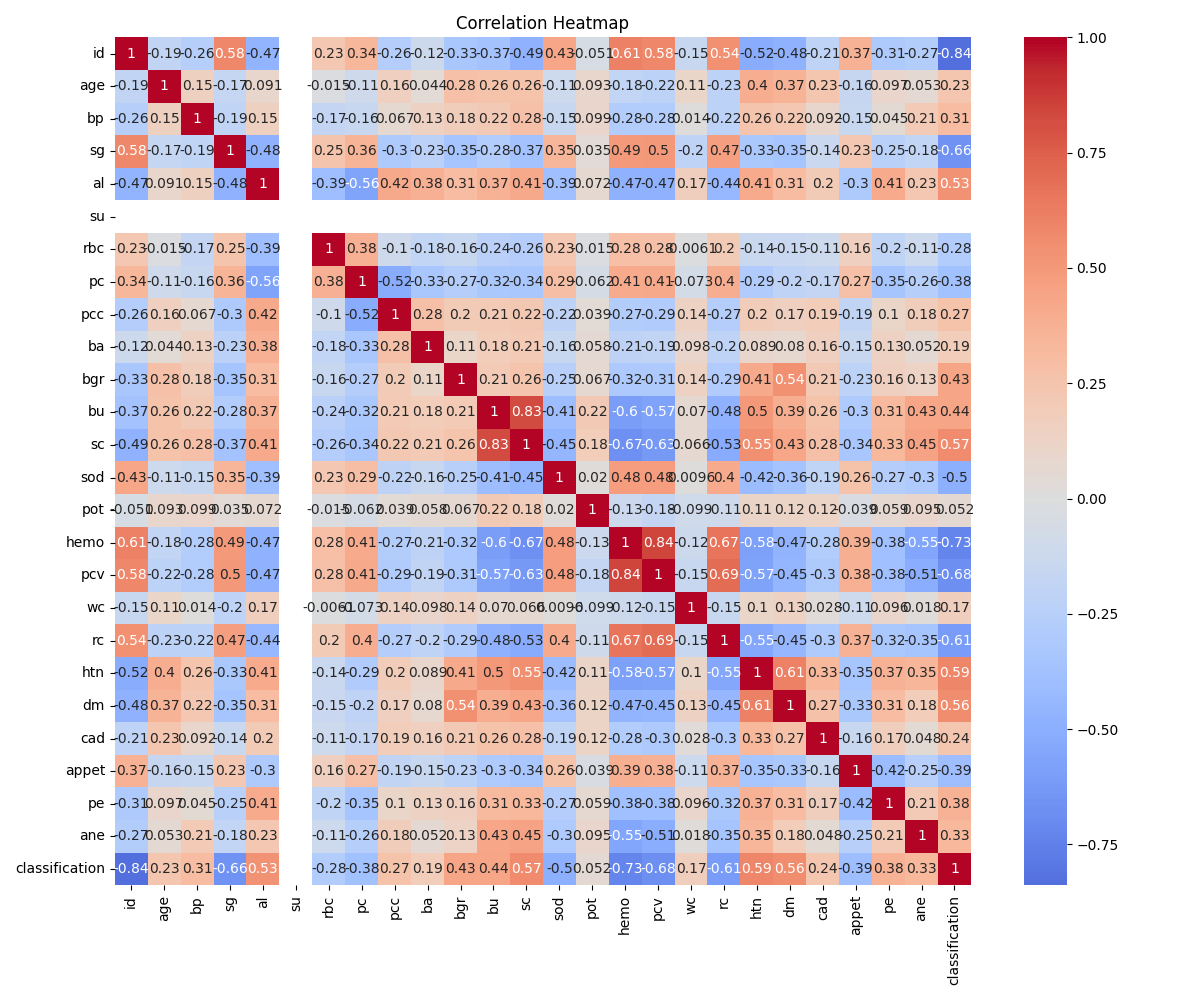 Correlation Heatmap
id 1 -0.19 -0.26 0.58 -0.47 0.23 0.34 -0.26 -0.12 -0.33 -0.37 -0.49 0.43 -0.051 0.61 0.58 -0.15 0.54 -0.52 -0.48 -0.21 0.37 -0.31 -0.27 -0.84
age -0.19 1 0.15 -0.17 0.091 -0.015 -0.11 0.16 0.044 0.28 0.26 0.26 -0.11 0.093 -0.18 -0.22 0.11 -0.23 0.4 0.37 0.23 -0.16 0.097 0.053 0.23
bp -0.26 0.15 1 -0.19 0.15 -0.17 -0.16 0.067 0.13 0.18 0.22 0.28 -0.15 0.099 -0.28 -0.28 0.014 -0.22 0.26 0.22 0.092 -0.15 0.045 0.21 0.31
sg 0.58 -0.17 -0.19 1 -0.48 0.25 0.36 -0.3 -0.23 -0.35 -0.28 -0.37 0.35 0.035 0.49 0.5 -0.2 0.47 -0.33 -0.35 -0.14 0.23 -0.25 -0.18 -0.66
al -0.47 0.091 0.15 -0.48 1 -0.39 -0.56 0.42 0.38 0.31 0.37 0.41 -0.39 0.072 -0.47 -0.47 0.17 -0.44 0.41 0.31 0.2 -0.3 0.41 0.23 0.53
su
rbc 0.23 -0.015 -0.17 0.25 -0.39 1 0.38 -0.1 -0.18 -0.16 -0.24 -0.26 0.23 -0.015 0.28 0.28 -0.0061 0.2 -0.14 -0.15 -0.11 0.16 -0.2 -0.11 -0.28
pc 0.34 -0.11 -0.16 0.36 -0.56 0.38 1 -0.52 -0.33 -0.27 -0.32 -0.34 0.29 -0.062 0.41 0.41 -0.073 0.4 -0.29 -0.2 -0.17 0.27 -0.35 -0.26 -0.38
pcc -0.26 0.16 0.067 -0.3 0.42 -0.1 -0.52 1 0.28 0.2 0.21 0.22 -0.22 0.039 -0.27 -0.29 0.14 -0.27 0.2 0.17 0.19 -0.19 0.1 0.18 0.27
ba -0.12 0.044 0.13 -0.23 0.38 -0.18 -0.33 0.28 1 0.11 0.18 0.21 -0.16 0.058 -0.21 -0.19 0.098 -0.2 0.089 0.08 0.16 -0.15 0.13 0.052 0.19
bgr -0.33 0.28 0.18 -0.35 0.31 -0.16 -0.27 0.2 0.11 1 0.21 0.26 -0.25 0.067 -0.32 -0.31 0.14 -0.29 0.41 0.54 0.21 -0.23 0.16 0.13 0.43
bu -0.37 0.26 0.22 -0.28 0.37 -0.24 -0.32 0.21 0.18 0.21 1 0.83 -0.41 0.22 -0.6 -0.57 0.07 -0.48 0.5 0.39 0.26 -0.3 0.31 0.43 0.44
sc -0.49 0.26 0.28 -0.37 0.41 -0.26 -0.34 0.22 0.21 0.26 0.83 1 -0.45 0.18 -0.67 -0.63 0.066 -0.53 0.55 0.43 0.28 -0.34 0.33 0.45 0.57
sod 0.43 -0.11 -0.15 0.35 -0.39 0.23 0.29 -0.22 -0.16 -0.25 -0.41 -0.45 1 0.02 0.48 0.48 -0.0096 0.4 -0.42 -0.36 -0.19 0.26 -0.27 -0.3 -0.5
pot -0.051 0.093 0.099 0.035 0.072 -0.015 -0.062 0.039 0.058 0.067 0.22 0.18 0.02 1 -0.13 -0.18 -0.099 -0.11 0.11 0.12 0.12 -0.039 0.059 0.095 0.052
hemo 0.61 -0.18 -0.28 0.49 -0.47 0.28 0.41 -0.27 -0.21 -0.32 -0.6 -0.67 0.48 -0.13 1 0.84 -0.12 0.67 -0.58 -0.47 -0.28 0.39 -0.38 -0.55 -0.73
pcv 0.58 -0.22 -0.28 0.5 -0.47 0.28 0.41 -0.29 -0.19 -0.31 -0.57 -0.63 0.48 -0.18 0.84 1 -0.15 0.69 -0.57 -0.45 -0.3 0.38 -0.38 -0.51 -0.68
wc -0.15 0.11 0.014 -0.2 0.17 -0.0061 -0.073 0.14 0.098 0.14 0.07 0.066 -0.0096 -0.099 -0.12 -0.15 1 -0.15 0.1 0.13 0.028 -0.11 0.096 0.018 0.17
rc 0.54 -0.23 -0.22 0.47 -0.44 0.2 0.4 -0.27 -0.2 -0.29 -0.48 -0.53 0.4 -0.11 0.67 0.69 -0.15 1 -0.55 -0.45 -0.3 0.37 -0.32 -0.35 -0.61
htn -0.52 0.4 0.26 -0.33 0.41 -0.14 -0.29 0.2 0.089 0.41 0.5 0.55 -0.42 0.11 -0.58 -0.57 0.1 -0.55 1 0.61 0.33 -0.35 0.37 0.35 0.59
dm -0.48 0.37 0.22 -0.35 0.31 -0.15 -0.2 0.17 0.08 0.54 0.39 0.43 -0.36 0.12 -0.47 -0.45 0.13 -0.45 0.61 1 0.27 -0.33 0.31 0.18 0.56
cad -0.21 0.23 0.092 -0.14 0.2 -0.11 -0.17 0.19 0.16 0.21 0.26 0.28 -0.19 0.12 -0.28 -0.3 0.028 -0.3 0.33 0.27 1 -0.16 0.17 0.048 0.24
appet 0.37 -0.16 -0.15 0.23 -0.3 0.16 0.27 -0.19 -0.15 -0.23 -0.3 -0.34 0.26 -0.039 0.39 0.38 -0.11 0.37 -0.35 -0.33 -0.16 1 -0.42 -0.25 -0.39
pe -0.31 0.097 0.045 -0.25 0.41 -0.2 -0.35 0.1 0.13 0.16 0.31 0.33 -0.27 0.059 -0.38 -0.38 0.096 -0.32 0.37 0.31 0.17 -0.42 1 0.21 0.38
ane -0.27 0.053 0.21 -0.18 0.23 -0.11 -0.26 0.18 0.052 0.13 0.43 0.45 -0.3 0.095 -0.55 -0.51 0.018 -0.35 0.35 0.18 0.048 -0.25 0.21 1 0.33
classification -0.84 0.23 0.31 -0.66 0.53 -0.28 -0.38 0.27 0.19 0.43 0.44 0.57 -0.5 0.052 -0.73 -0.68 0.17 -0.61 0.59 0.56 0.24 -0.39 0.38 0.33 1
id age bp sg al su rbc pc pcc ba bgr bu sc sod pot hemo pcv wc rc htn dm cad appet pe ane classification
1.00
0.75
0.50
0.25
0.00
−0.25
−0.50
−0.75